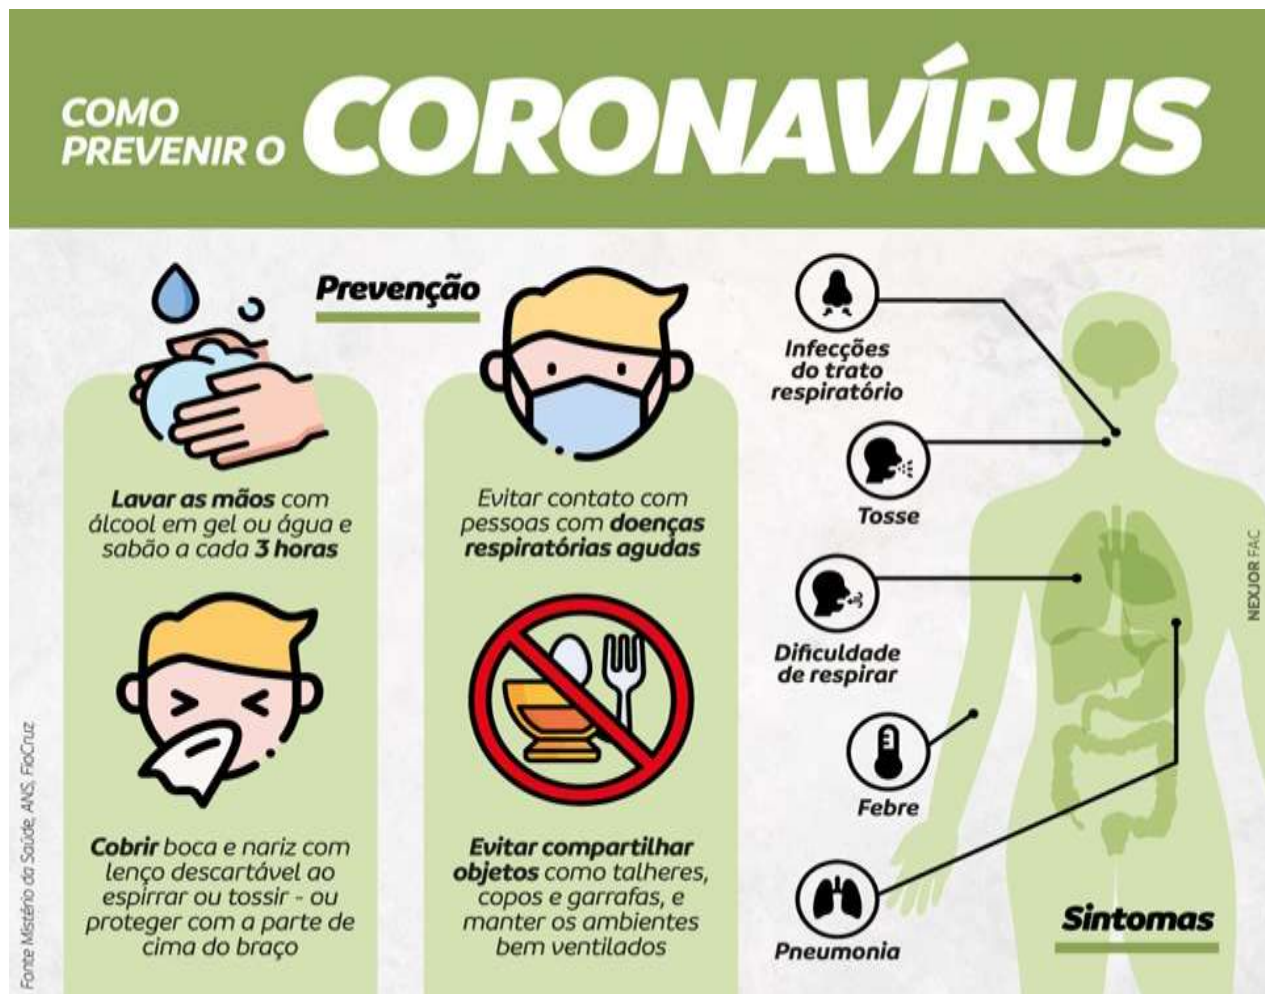 COMO
PREVENIR O
CORONAVÍRUS
Prevenção
Lavar as mãos com
álcool em gel ou água e
sabão a cada 3 horas
Evitar contato com
pessoas com doenças
respiratórias agudas
Cobrir boca e nariz com
lenço descartável ao
espirrar ou tossir - ou
proteger com a parte de
cima do braço
Evitar compartilhar
objetos como talheres,
copos e garrafas, e
manter os ambientes
bem ventilados
Infecções
do trato
respiratório
Tosse
Dificuldade
de respirar
Febre
Pneumonia
Sintomas
Fonte Mistério da Saúde, ANS, FioCruz
NEXJOR FAC